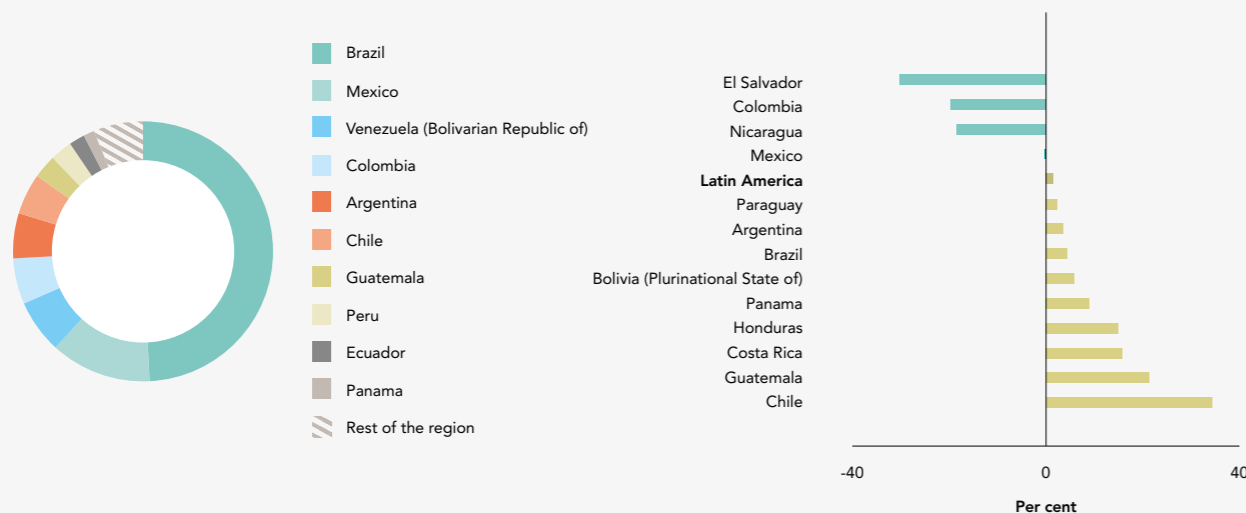 Brazil
Mexico
Venezuela (Bolivarian Republic of)
Colombia
Argentina
Chile
Guatemala
Peru
Ecuador
Panama
Rest of the region
El Salvador
Colombia
Nicaragua
Mexico
Latin America
Paraguay
Argentina
Brazil
Bolivia (Plurinational State of)
Panama
Honduras
Costa Rica
Guatemala
Chile
-40 0 40
Per cent